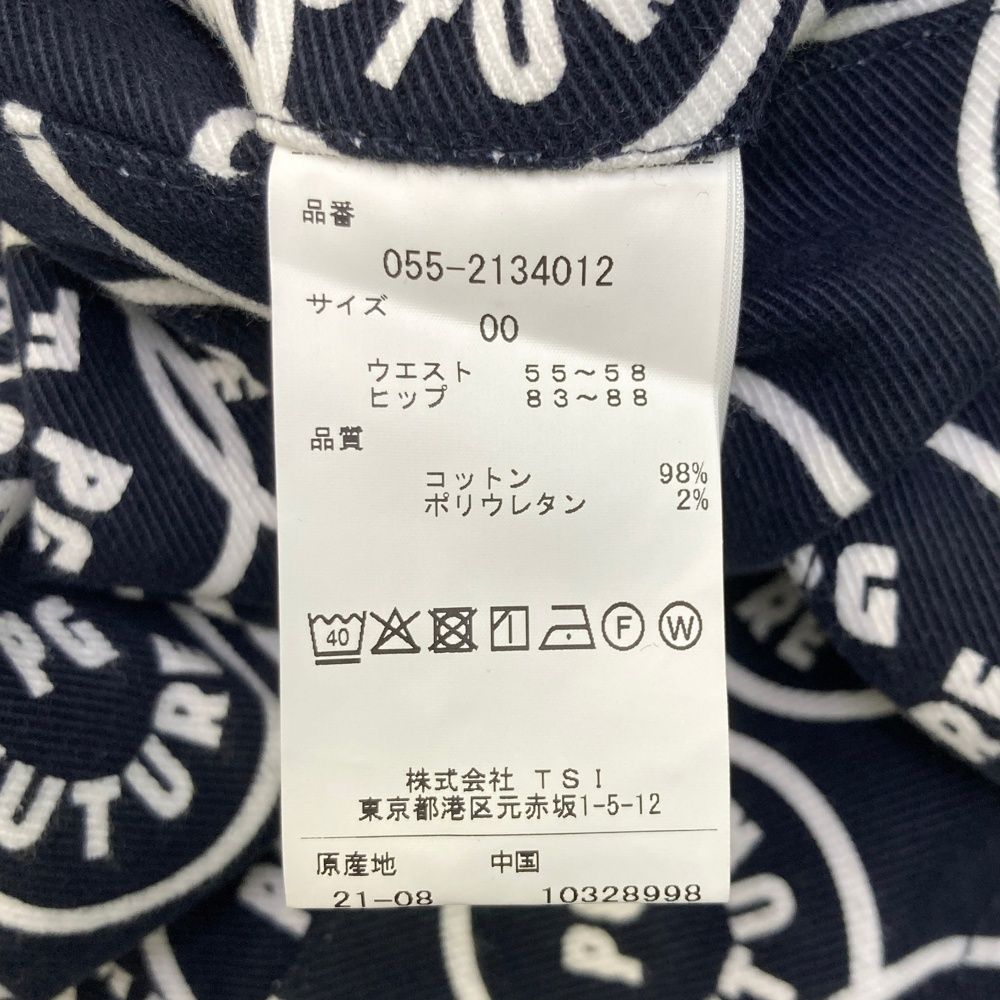 品番
055-2134012
サイズ
00
ウエスト 55～58
ヒップ 83～88
品質
コットン 98%
ポリウレタン 2%
40
F
W
株式会社 TSI
東京都港区元赤坂1-5-12
原産地 中国
21-08 10328998
PG
FUTURE